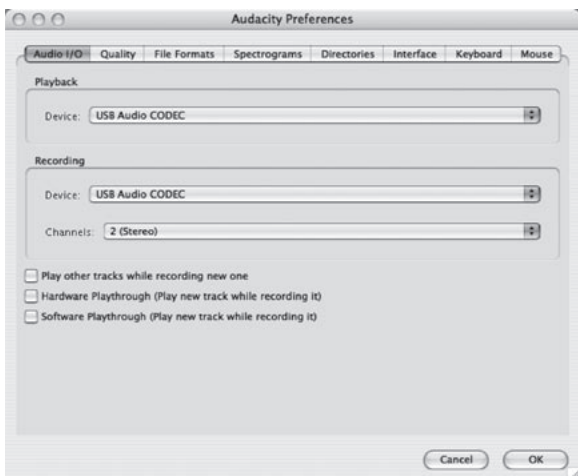 Audacity Preferences
Audio I/O Quality File Formats Spectrograms Directories Interface Keyboard Mouse
Playback
Device: USB Audio CODEC
Recording
Device: USB Audio CODEC
Channels: 2 (Stereo)
Play other tracks while recording new one
Hardware Playthrough (Play new track while recording it)
Software Playthrough (Play new track while recording it)
Cancel OK